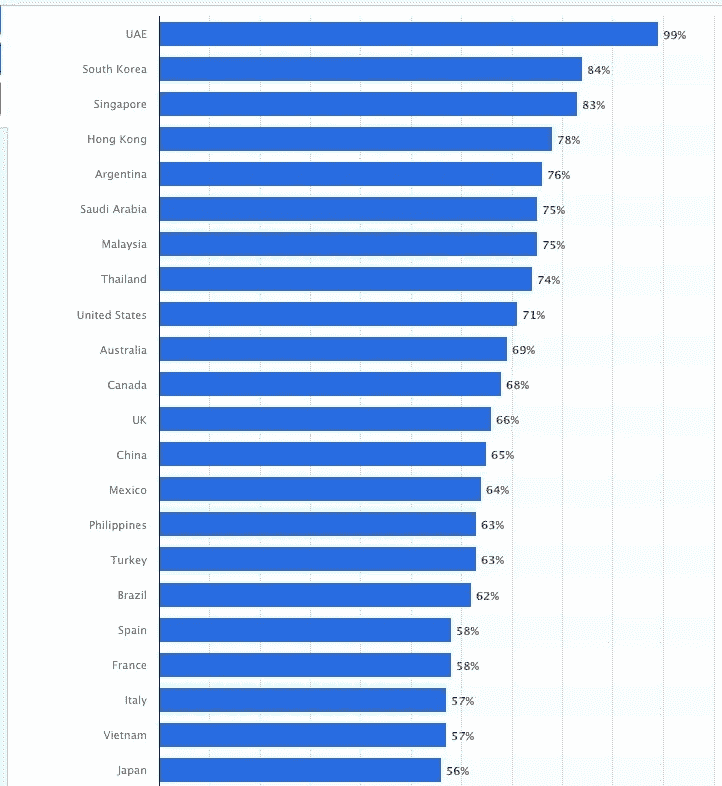 UAE 99%
South Korea 84%
Singapore 83%
Hong Kong 78%
Argentina 76%
Saudi Arabia 75%
Malaysia 75%
Thailand 74%
United States 71%
Australia 69%
Canada 68%
UK 66%
China 65%
Mexico 64%
Philippines 63%
Turkey 63%
Brazil 62%
Spain 58%
France 58%
Italy 57%
Vietnam 57%
Japan 56%